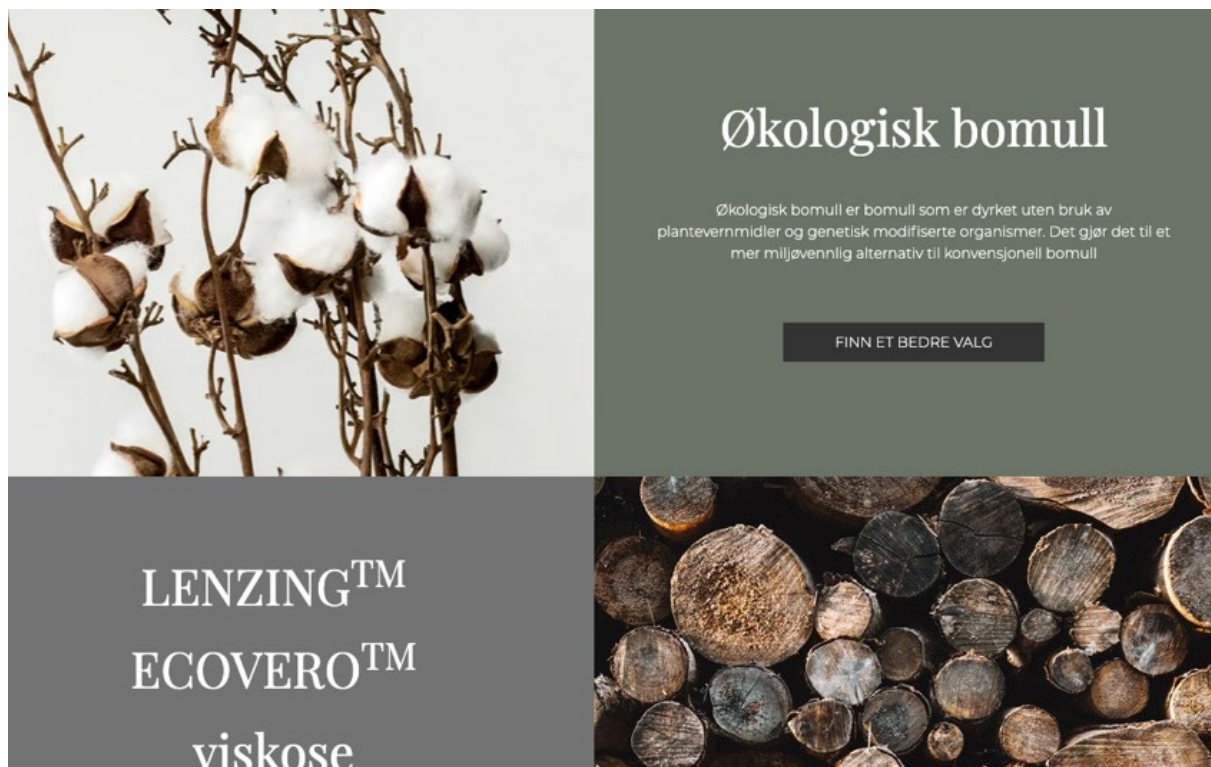 Økologisk bomull
Økologisk bomull er bomull som er dyrket uten bruk av
plantevernmidler og genetisk modifiserte organismer. Det gjør det til et
mer miljøvennlig alternativ til konvensjonell bomull
FINN ET BEDRE VALG
LENZING™
ECOVERO™
viskose